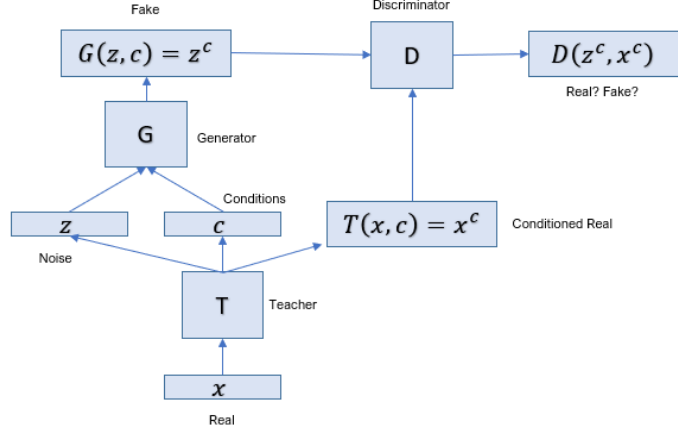 Fake
Discriminator
G(z, c) = z^c
D
D(z^c, x^c)
Real? Fake?
G
Generator
Conditions
z
c
T(x, c) = x^c
Conditioned Real
Noise
T
Teacher
x
Real